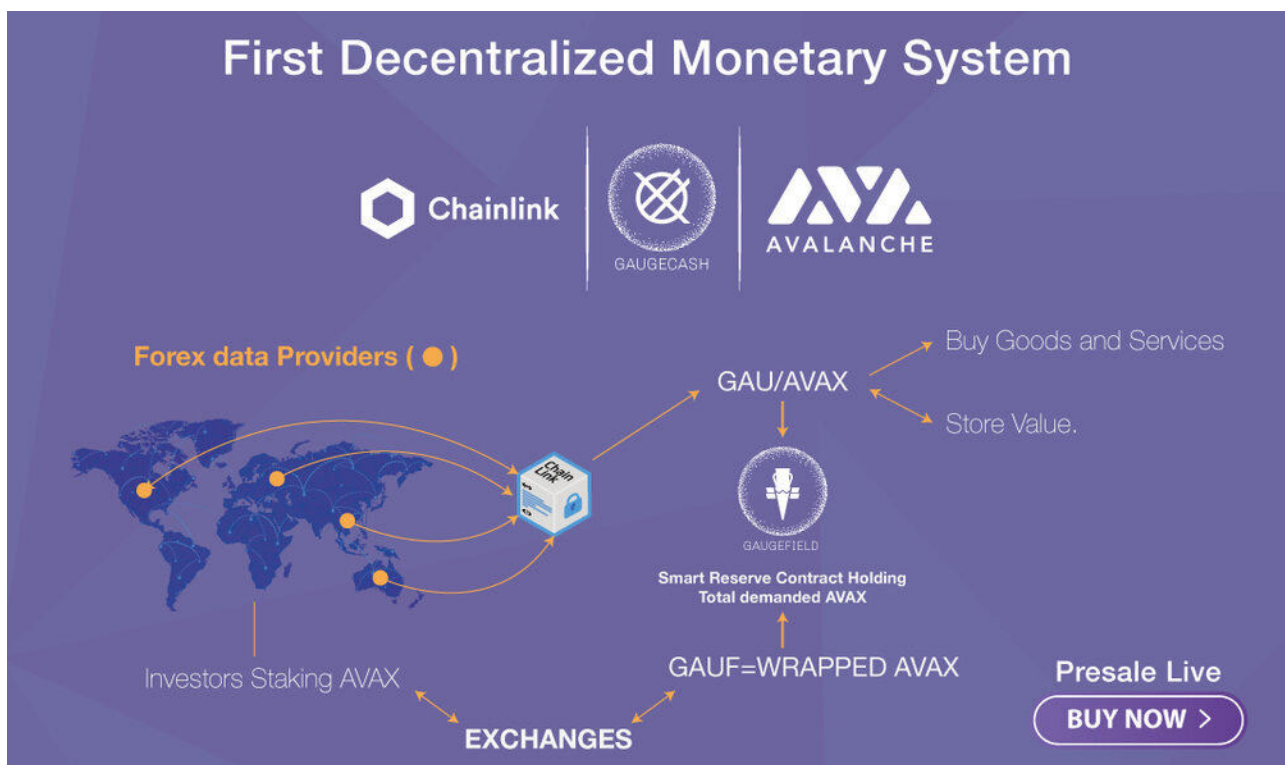 First Decentralized Monetary System
Chainlink
GAUGECASH
AVALANCHE
Forex data Providers ( )
Chain
Link
GAU/AVAX
Buy Goods and Services
Store Value.
GAUGEFIELD
Smart Reserve Contract Holding
Total demanded AVAX
Investors Staking AVAX
GAUF=WRAPPED AVAX
EXCHANGES
Presale Live
BUY NOW >